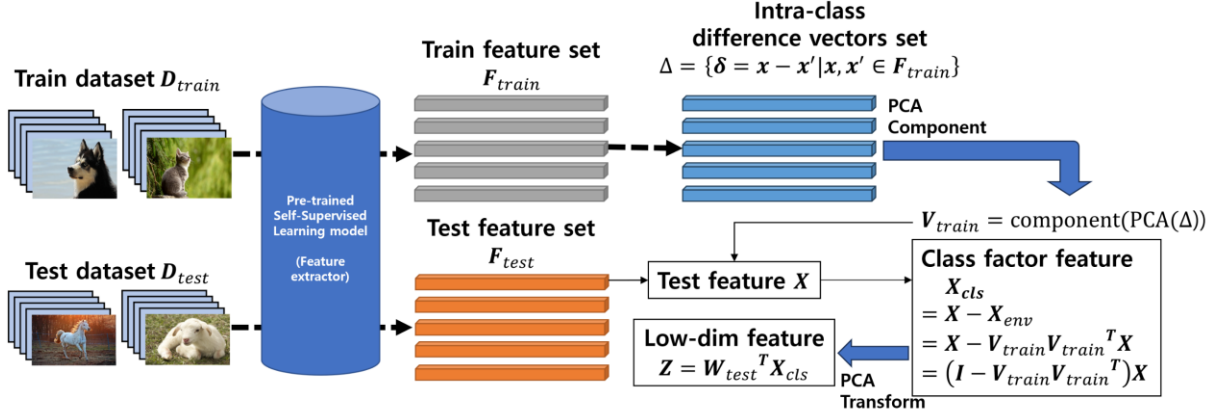 Train dataset D_train
Train feature set
F_train
Intra-class
difference vectors set
Δ = {δ = x − x′|x, x′ ∈ F_train}
PCA
Component
Pre-trained
Self-Supervised
Learning model
(Feature
extractor)
V_train = component(PCA(Δ))
Test dataset D_test
Test feature set
F_test
Test feature X
Class factor feature
X_cls
= X − X_env
= X − V_train V_train^T X
= (I − V_train V_train^T)X
Low-dim feature
Z = W_test^T X_cls
PCA
Transform